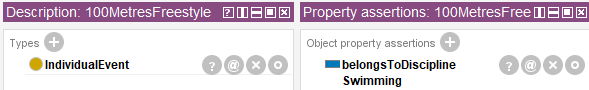 Description: 100MetresFreestyle
Types
IndividualEvent
Property assertions: 100MetresFree
Object property assertions
belongsToDiscipline
Swimming